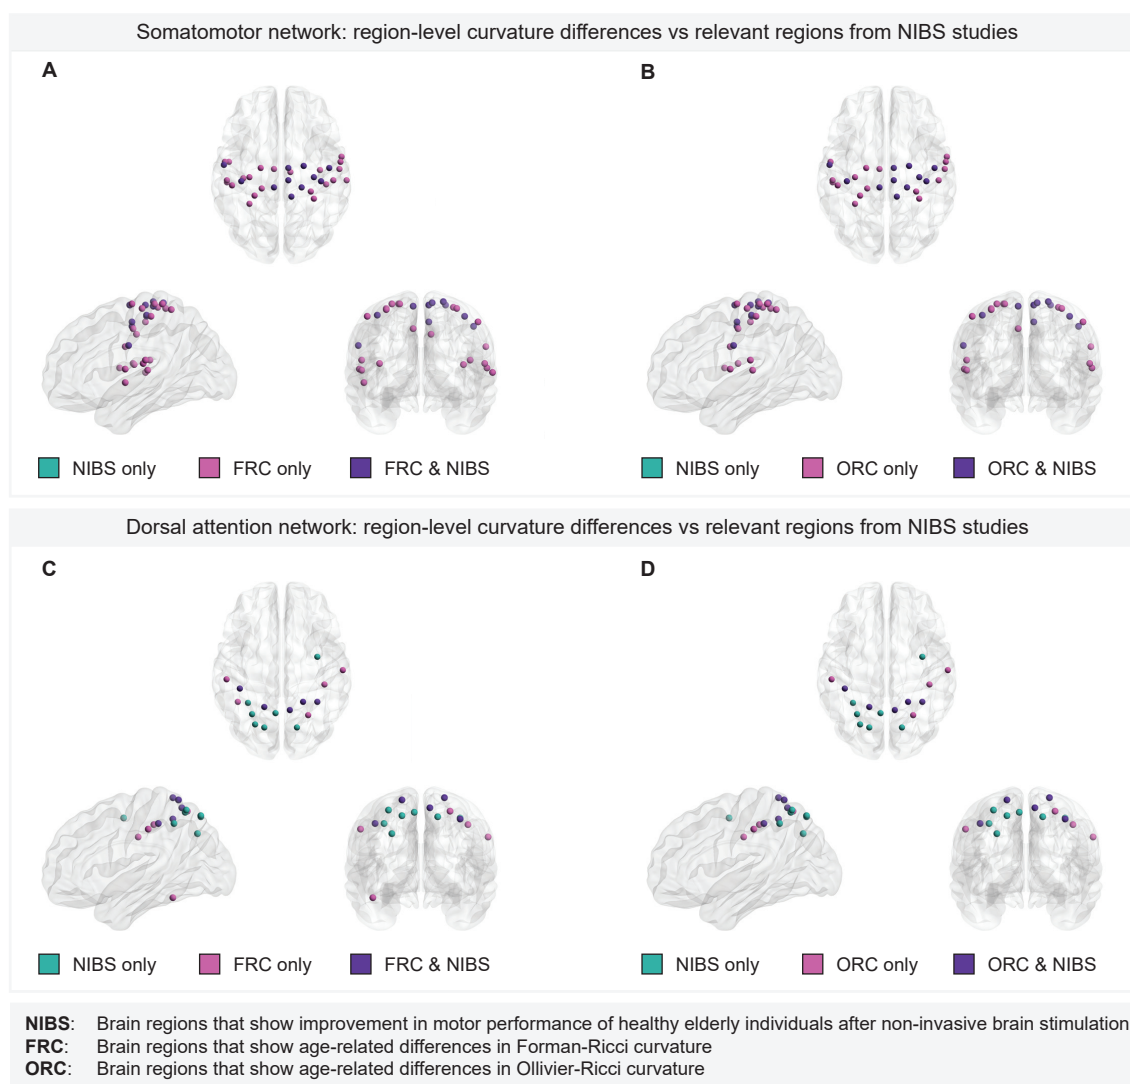 Somatomotor network: region-level curvature differences vs relevant regions from NIBS studies
A
B
NIBS only
FRC only
FRC & NIBS
NIBS only
ORC only
ORC & NIBS
Dorsal attention network: region-level curvature differences vs relevant regions from NIBS studies
C
D
NIBS only
FRC only
FRC & NIBS
NIBS only
ORC only
ORC & NIBS
NIBS: Brain regions that show improvement in motor performance of healthy elderly individuals after non-invasive brain stimulation
FRC: Brain regions that show age-related differences in Forman-Ricci curvature
ORC: Brain regions that show age-related differences in Ollivier-Ricci curvature